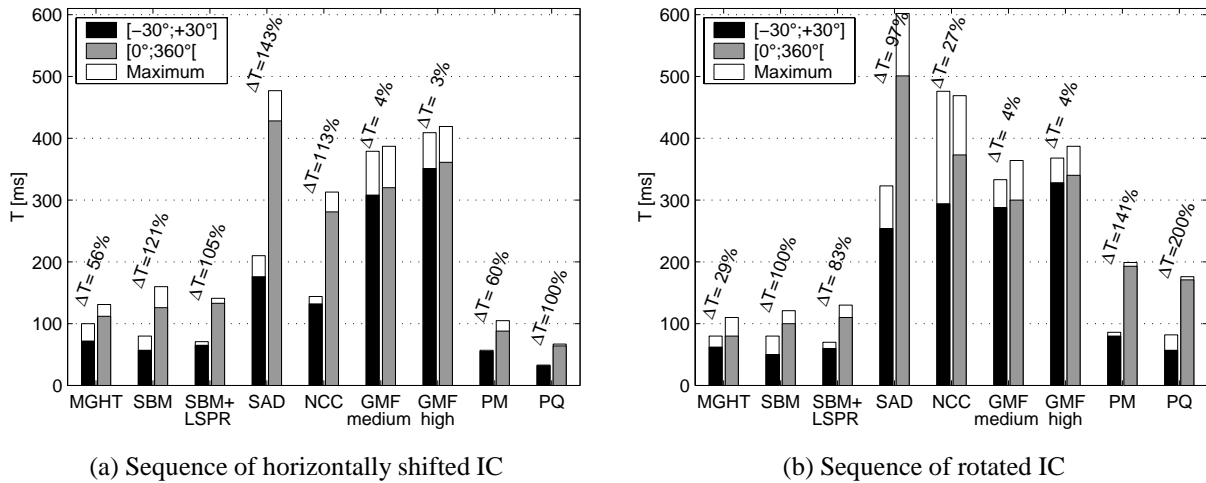 600
500
400
300
200
100
0
T [ms]
[−30°;+30°]
[0°;360°[
Maximum
ΔT= 56%
ΔT=121%
ΔT=105%
ΔT=143%
ΔT=113%
ΔT= 4%
ΔT= 3%
ΔT= 60%
ΔT=100%
MGHT SBM SBM+ SAD NCC GMF GMF PM PQ
LSPR medium high
(a) Sequence of horizontally shifted IC
600
500
400
300
200
100
0
T [ms]
[−30°;+30°]
[0°;360°[
Maximum
ΔT= 29%
ΔT=100%
ΔT= 83%
ΔT= 97%
ΔT= 27%
ΔT= 4%
ΔT= 4%
ΔT=141%
ΔT=200%
MGHT SBM SBM+ SAD NCC GMF GMF PM PQ
LSPR medium high
(b) Sequence of rotated IC